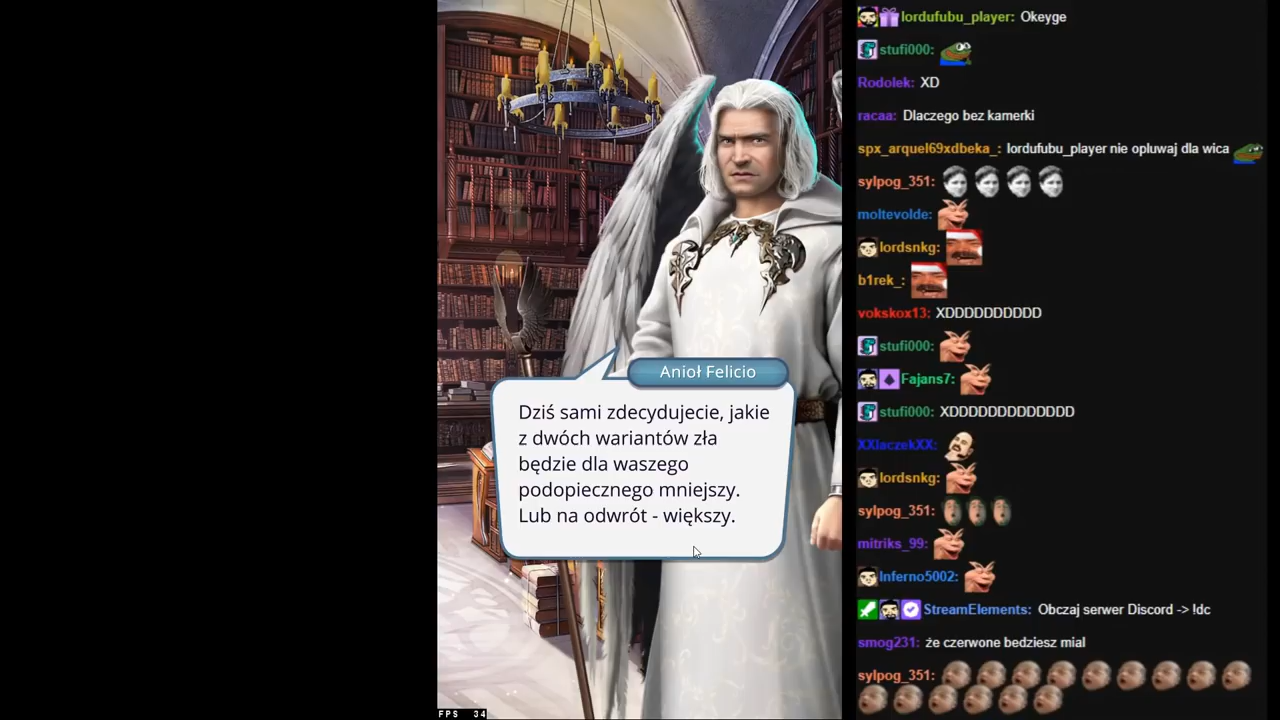 Anioł Felicio
Dziś sami zdecydujecie, jakie
z dwóch wariantów zła
będzie dla waszego
podopiecznego mniejszy.
Lub na odwrót - większy.
FPS 34
lordufubu_player: Okeyge
stufi000:
Rodolek: XD
racaa: Dlaczego bez kamerki
spx_arquel69xdbeka_: lordufubu_player nie opluwaj dla wica
sylpog_351:
moltevolde:
lordsnkg:
b1rek_:
vokskox13: XDDDDDDDDDD
stufi000:
Fajans7:
stufi000: XDDDDDDDDDDDDD
XXlaczekXX:
lordsnkg:
sylpog_351:
mitriks_99:
Inferno5002:
StreamElements: Obczaj serwer Discord -> !dc
smog231: że czerwone bedziesz mial
sylpog_351: